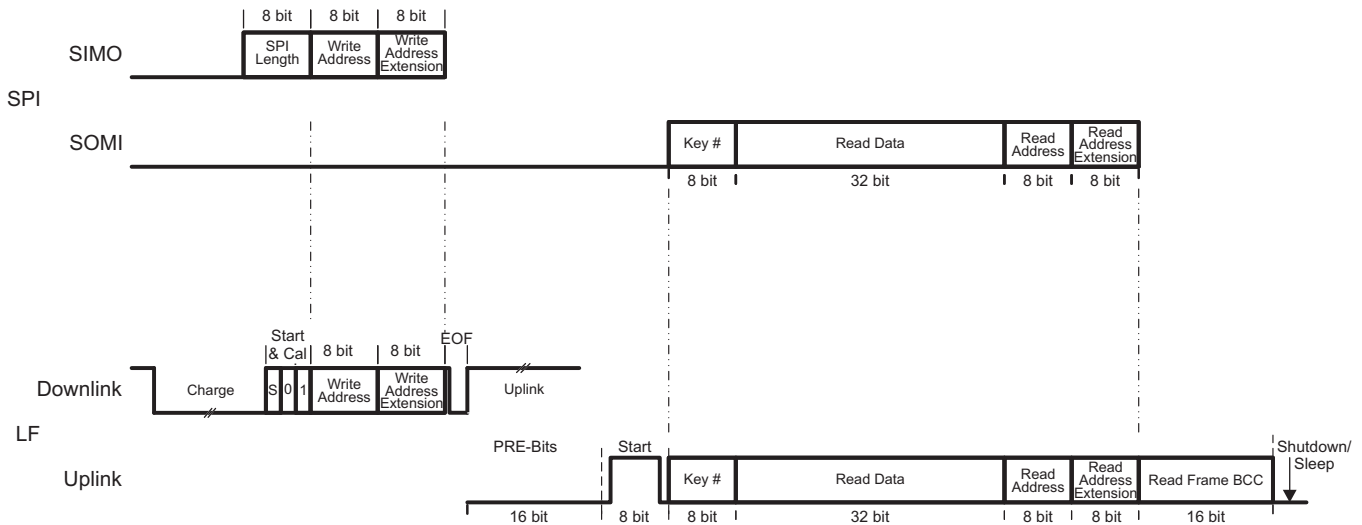 8 bit 8 bit 8 bit
SIMO
SPI
Length
Write
Address
Write
Address
Extension
SPI
SOMI
Key #
Read Data
Read
Address
Read
Address
Extension
8 bit 32 bit 8 bit 8 bit
Start
& Cal
8 bit 8 bit
EOF
Downlink
Charge
S 0 1
Write
Address
Write
Address
Extension
Uplink
LF
PRE-Bits
Start
Shutdown/
Sleep
Uplink
Key #
Read Data
Read
Address
Read
Address
Extension
Read Frame BCC
16 bit 8 bit 8 bit 32 bit 8 bit 8 bit 16 bit